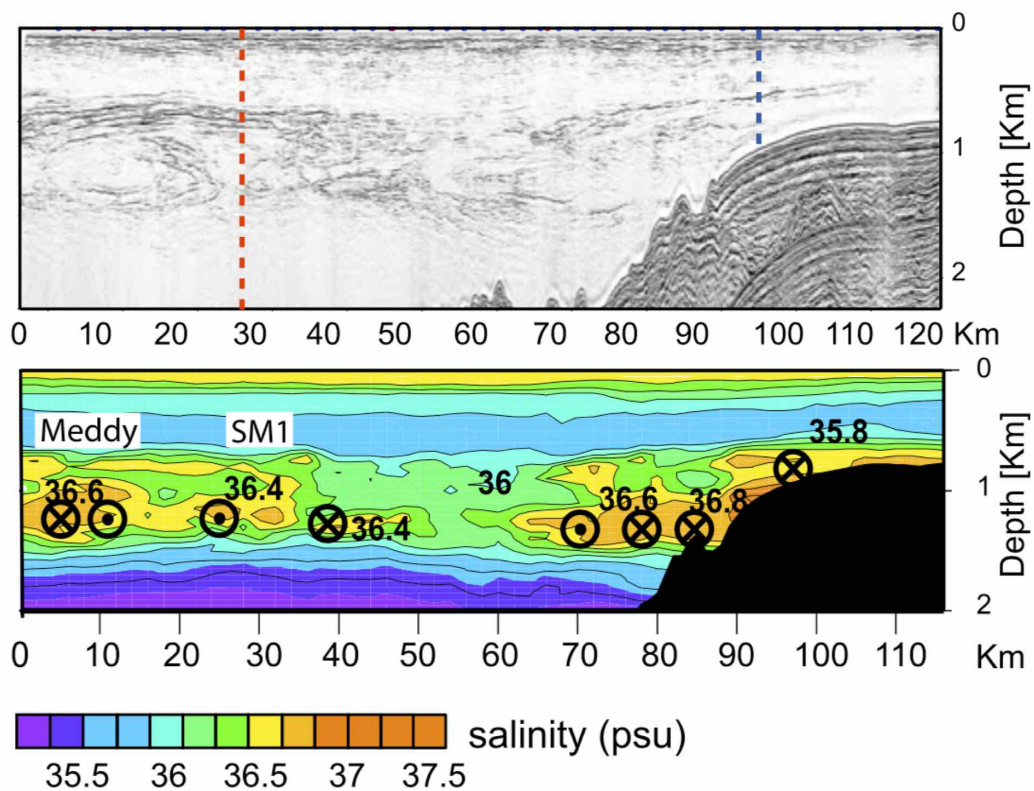 0
1
2
Depth [Km]
0 10 20 30 40 50 60 70 80 90 100 110 120 Km
0
1
2
Depth [Km]
Meddy SM1 35.8
36.6 36.4 36 36.6 36.8
36.4
0 10 20 30 40 50 60 70 80 90 100 110 Km
salinity (psu)
35.5 36 36.5 37 37.5